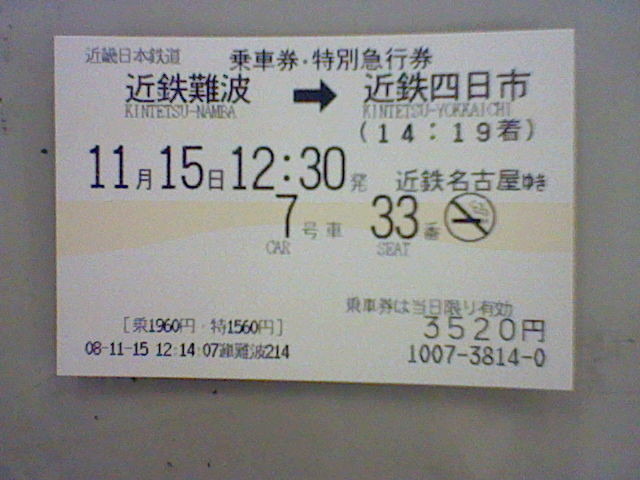 近畿日本鉄道 乗車券・特別急行券
近鉄難波 → 近鉄四日市
KINTETSU-NAMBA KINTETSU-YOKKAICHI
(14:19着)
11月15日 12:30発 近鉄名古屋ゆき
7号車 33番
CAR SEAT
乗車券は当日限り有効
[乗1960円・特1560円] 3520円
08-11-15 12:14:07 難波214 1007-3814-0